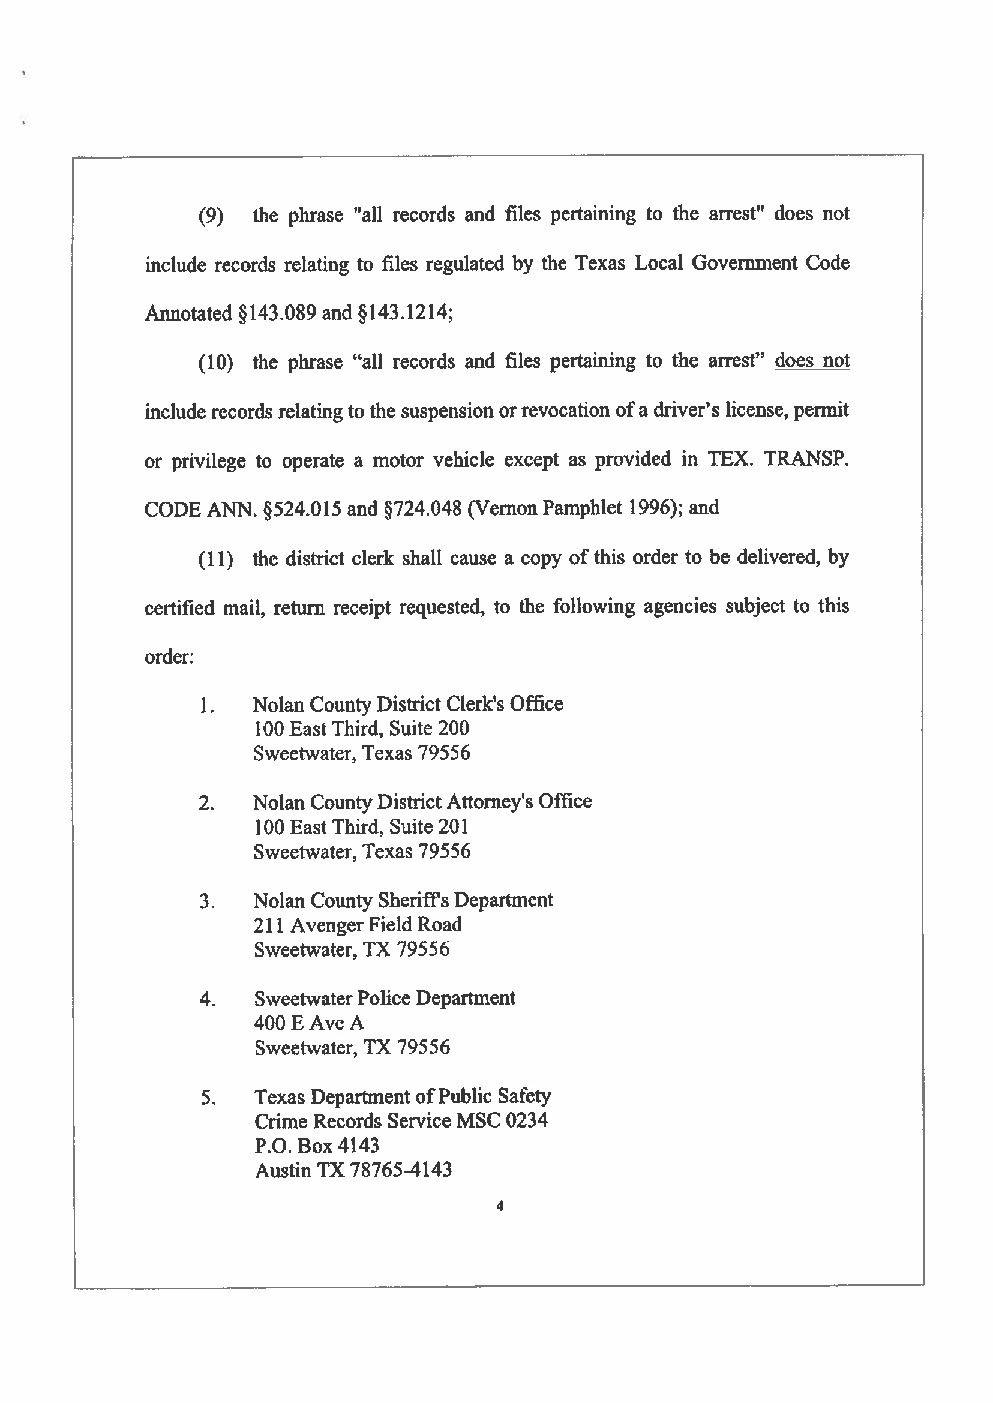 (9) the phrase "all records and files pertaining to the arrest" does not
include records relating to files regulated by the Texas Local Government Code
Annotated §143.089 and §143.1214;
(10) the phrase “all records and files pertaining to the arrest” does not
include records relating to the suspension or revocation of a driver's license, permit
or privilege to operate a motor vehicle except as provided in TEX. TRANSP.
CODE ANN. §524.015 and §724.048 (Vernon Pamphlet 1996); and
(11) the district clerk shall cause a copy of this order to be delivered, by
certified mail, return receipt requested, to the following agencies subject to this
order:
1. Nolan County District Clerk's Office
100 East Third, Suite 200
Sweetwater, Texas 79556
2. Nolan County District Attorney's Office
100 East Third, Suite 201
Sweetwater, Texas 79556
3. Nolan County Sheriff's Department
211 Avenger Field Road
Sweetwater, TX 79556
4. Sweetwater Police Department
400 E Ave A
Sweetwater, TX 79556
5. Texas Department of Public Safety
Crime Records Service MSC 0234
P.O. Box 4143
Austin TX 78765-4143
4